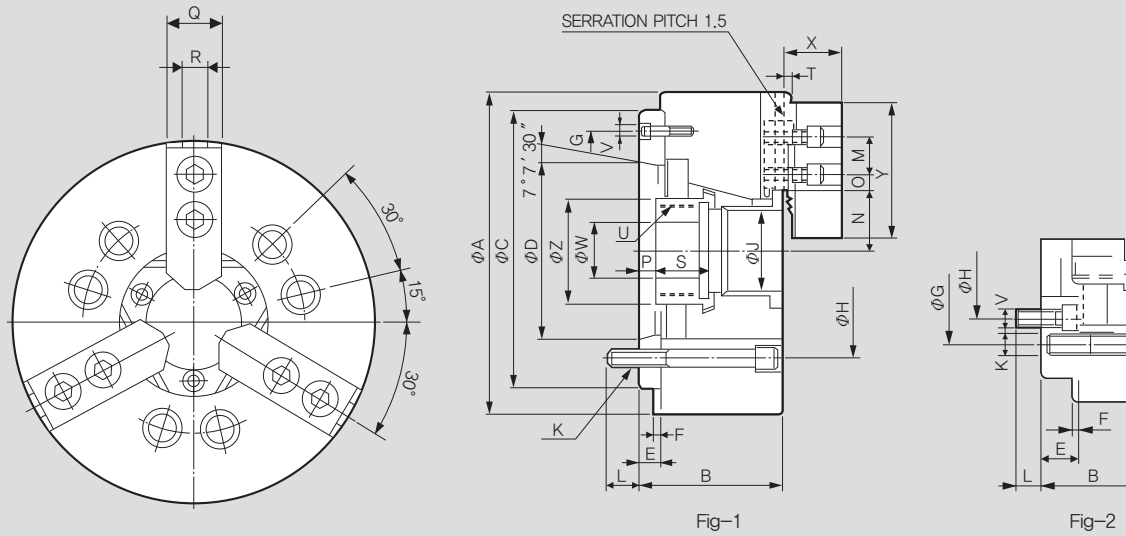 Q
R
30°
15°
30°
SERRATION PITCH 1.5
X
T
G
V
7° 7′ 30″
M
O
Y
N
U
P
S
ΦA
ΦC
ΦD
ΦZ
ΦW
ΦJ
ΦH
K
F
E
L
B
Fig-1
ΦG
ΦH
V
K
F
E
L
B
Fig-2